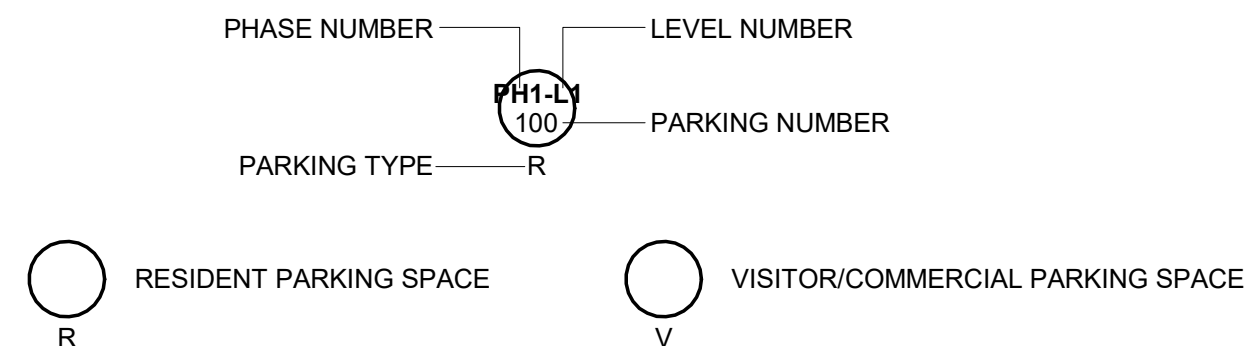 PHASE NUMBER LEVEL NUMBER
PH1-L1
100 PARKING NUMBER
PARKING TYPE R
RESIDENT PARKING SPACE VISITOR/COMMERCIAL PARKING SPACE
R V